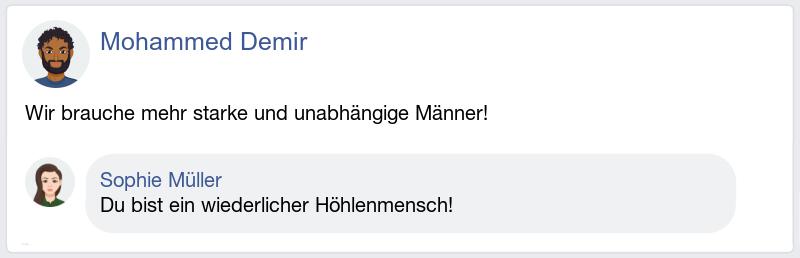 Mohammed Demir
Wir brauche mehr starke und unabhängige Männer!
Sophie Müller
Du bist ein wiederlicher Höhlenmensch!